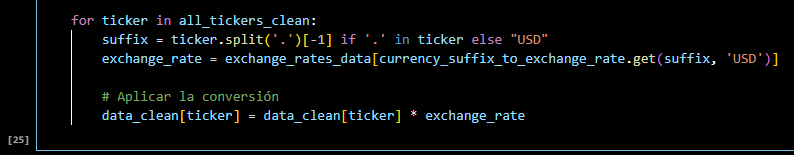 for ticker in all_tickers_clean:
    suffix = ticker.split('.')[-1] if '.' in ticker else "USD"
    exchange_rate = exchange_rates_data[currency_suffix_to_exchange_rate.get(suffix, 'USD')]

    # Aplicar la conversión
    data_clean[ticker] = data_clean[ticker] * exchange_rate
[25]